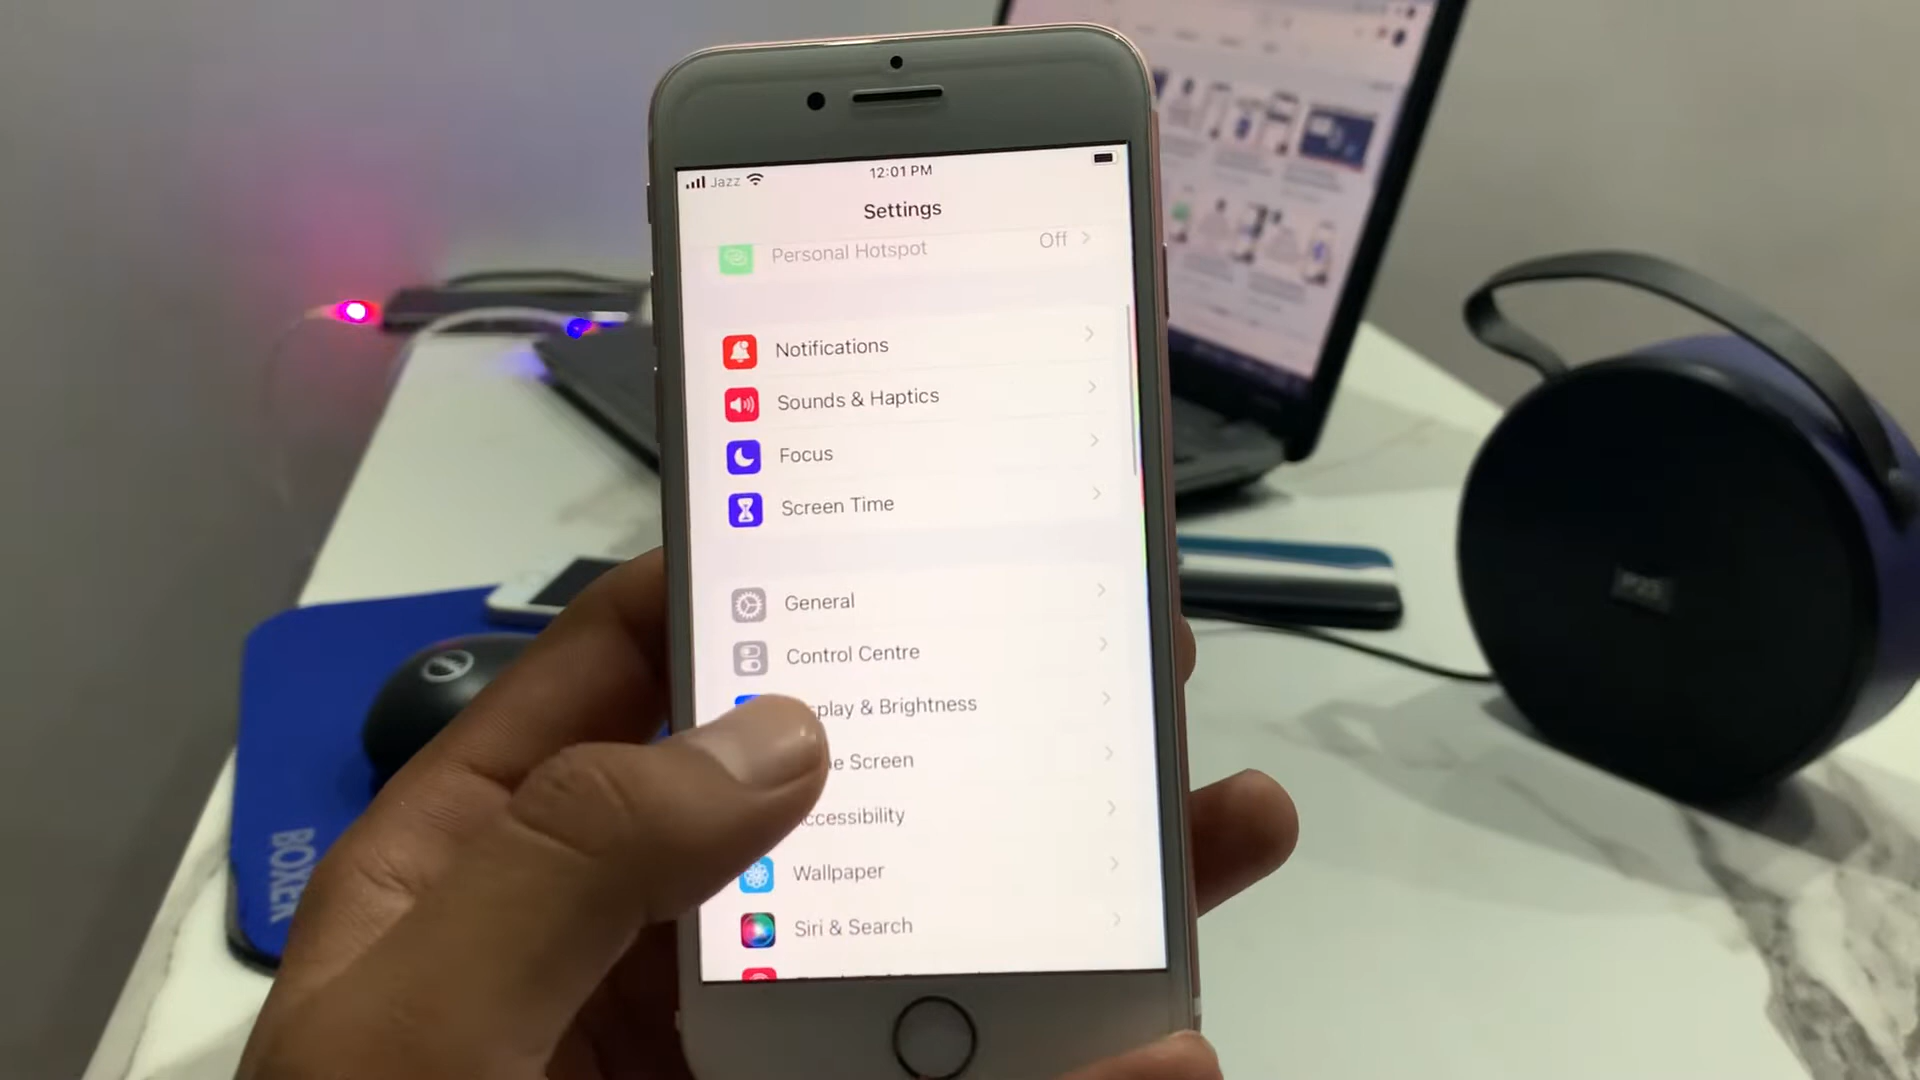 Jazz
12:01 PM
Settings
Personal Hotspot Off
Notifications
Sounds & Haptics
Focus
Screen Time
General
Control Centre
splay & Brightness
e Screen
ccessibility
Wallpaper
Siri & Search
BOXER